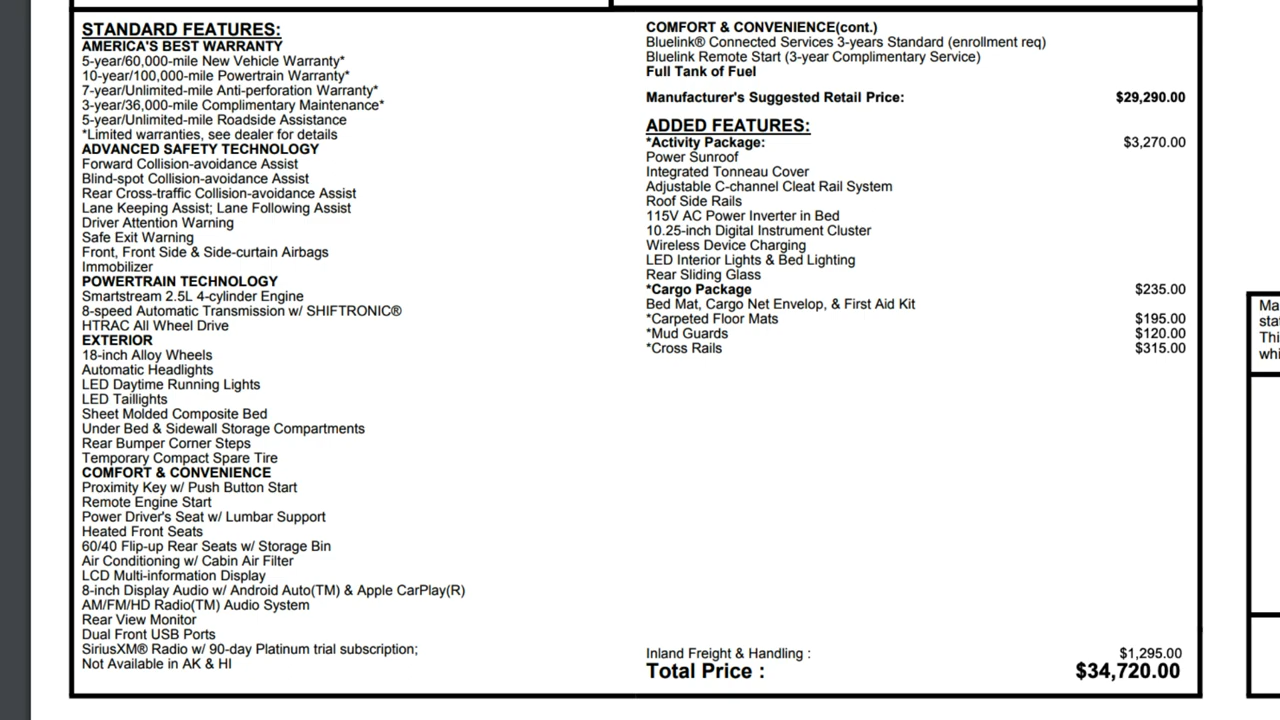 STANDARD FEATURES:
AMERICA'S BEST WARRANTY
5-year/60,000-mile New Vehicle Warranty*
10-year/100,000-mile Powertrain Warranty*
7-year/Unlimited-mile Anti-perforation Warranty*
3-year/36,000-mile Complimentary Maintenance*
5-year/Unlimited-mile Roadside Assistance
*Limited warranties, see dealer for details
ADVANCED SAFETY TECHNOLOGY
Forward Collision-avoidance Assist
Blind-spot Collision-avoidance Assist
Rear Cross-traffic Collision-avoidance Assist
Lane Keeping Assist; Lane Following Assist
Driver Attention Warning
Safe Exit Warning
Front, Front Side & Side-curtain Airbags
Immobilizer
POWERTRAIN TECHNOLOGY
Smartstream 2.5L 4-cylinder Engine
8-speed Automatic Transmission w/ SHIFTRONIC®
HTRAC All Wheel Drive
EXTERIOR
18-inch Alloy Wheels
Automatic Headlights
LED Daytime Running Lights
LED Taillights
Sheet Molded Composite Bed
Under Bed & Sidewall Storage Compartments
Rear Bumper Corner Steps
Temporary Compact Spare Tire
COMFORT & CONVENIENCE
Proximity Key w/ Push Button Start
Remote Engine Start
Power Driver's Seat w/ Lumbar Support
Heated Front Seats
60/40 Flip-up Rear Seats w/ Storage Bin
Air Conditioning w/ Cabin Air Filter
LCD Multi-information Display
8-inch Display Audio w/ Android Auto(TM) & Apple CarPlay(R)
AM/FM/HD Radio(TM) Audio System
Rear View Monitor
Dual Front USB Ports
SiriusXM® Radio w/ 90-day Platinum trial subscription;
Not Available in AK & HI
COMFORT & CONVENIENCE(cont.)
Bluelink® Connected Services 3-years Standard (enrollment req)
Bluelink Remote Start (3-year Complimentary Service)
Full Tank of Fuel
Manufacturer's Suggested Retail Price: $29,290.00
ADDED FEATURES:
*Activity Package: $3,270.00
Power Sunroof
Integrated Tonneau Cover
Adjustable C-channel Cleat Rail System
Roof Side Rails
115V AC Power Inverter in Bed
10.25-inch Digital Instrument Cluster
Wireless Device Charging
LED Interior Lights & Bed Lighting
Rear Sliding Glass
*Cargo Package $235.00
Bed Mat, Cargo Net Envelop, & First Aid Kit
*Carpeted Floor Mats $195.00
*Mud Guards $120.00
*Cross Rails $315.00
Inland Freight & Handling : $1,295.00
Total Price : $34,720.00
Ma
sta
Thi
whi